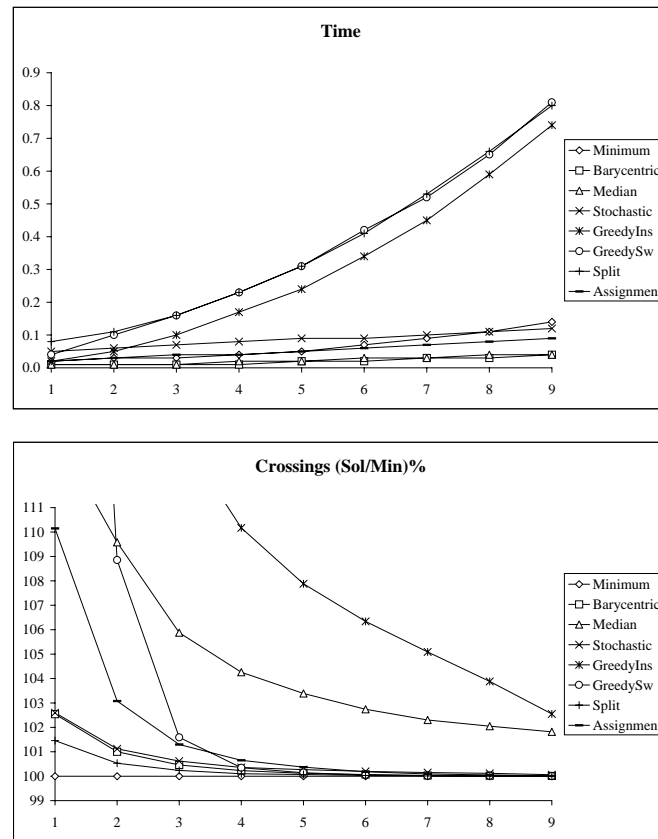 Time
0.9
0.8
0.7
0.6
0.5
0.4
0.3
0.2
0.1
0.0
1 2 3 4 5 6 7 8 9
Minimum
Barycentric
Median
Stochastic
GreedyIns
GreedySw
Split
Assignment
Crossings (Sol/Min)%
111
110
109
108
107
106
105
104
103
102
101
100
99
1 2 3 4 5 6 7 8 9
Minimum
Barycentric
Median
Stochastic
GreedyIns
GreedySw
Split
Assignment